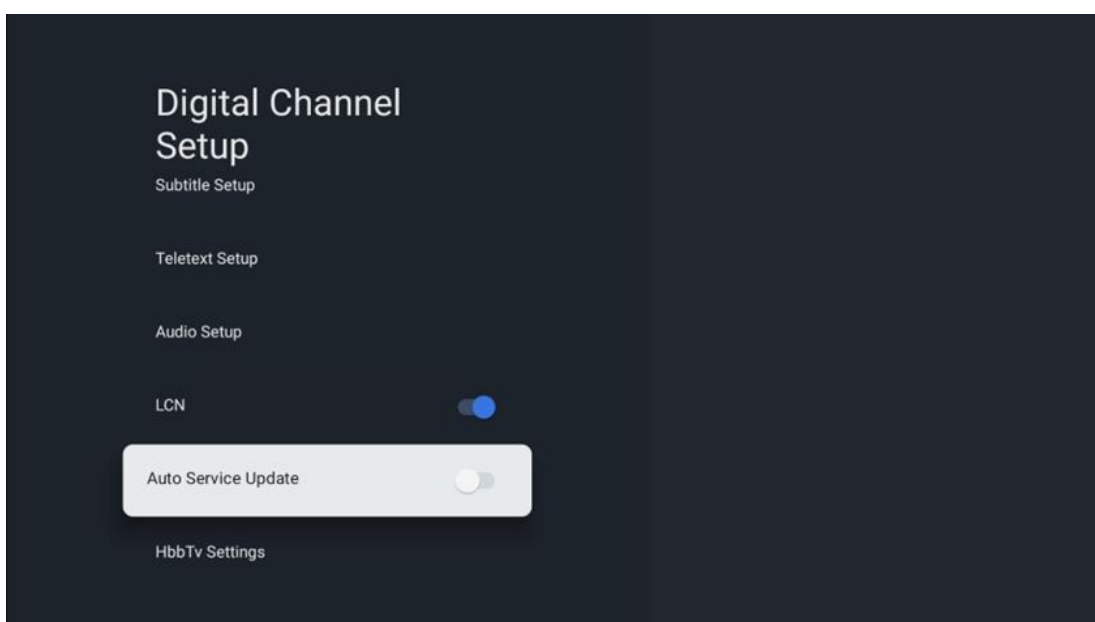 Digital Channel
Setup
Subtitle Setup
Teletext Setup
Audio Setup
LCN
Auto Service Update
HbbTv Settings